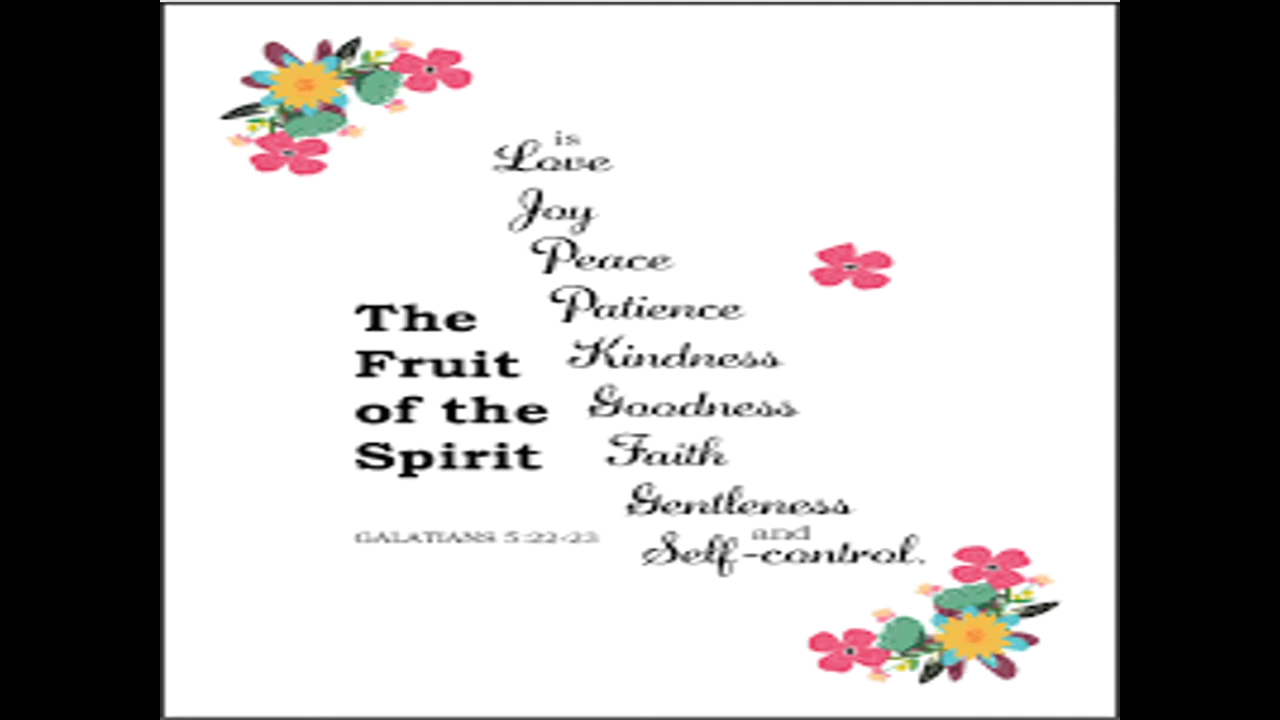 The
Fruit
of the
Spirit
is
Love
Joy
Peace
Patience
Kindness
Goodness
Faith
Gentleness
and
Self-control.
GALATIANS 5:22-23